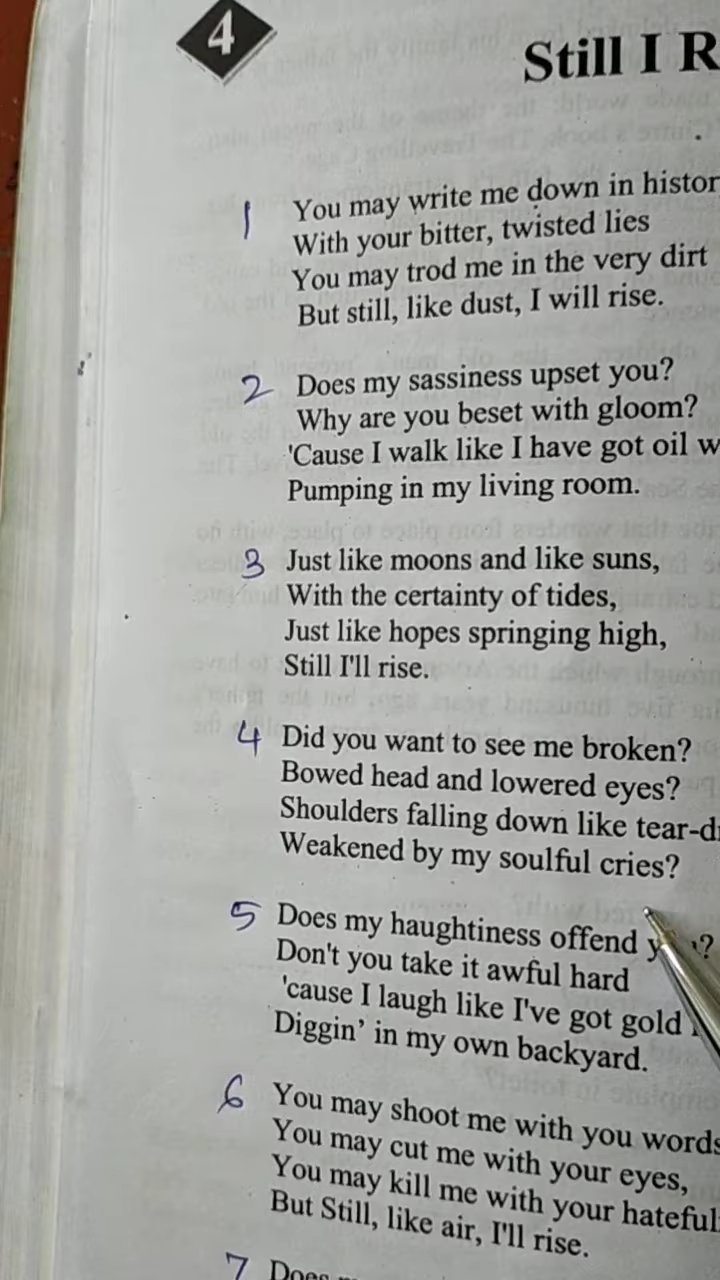 4
Still I R
1 You may write me down in histor
With your bitter, twisted lies
You may trod me in the very dirt
But still, like dust, I will rise.
2 Does my sassiness upset you?
Why are you beset with gloom?
'Cause I walk like I have got oil w
Pumping in my living room.
3 Just like moons and like suns,
With the certainty of tides,
Just like hopes springing high,
Still I'll rise.
4 Did you want to see me broken?
Bowed head and lowered eyes?
Shoulders falling down like tear-d
Weakened by my soulful cries?
5 Does my haughtiness offend y ?
Don't you take it awful hard
'cause I laugh like I've got gold
Diggin' in my own backyard.
6 You may shoot me with you words
You may cut me with your eyes,
You may kill me with your hateful
But Still, like air, I'll rise.
7 Does